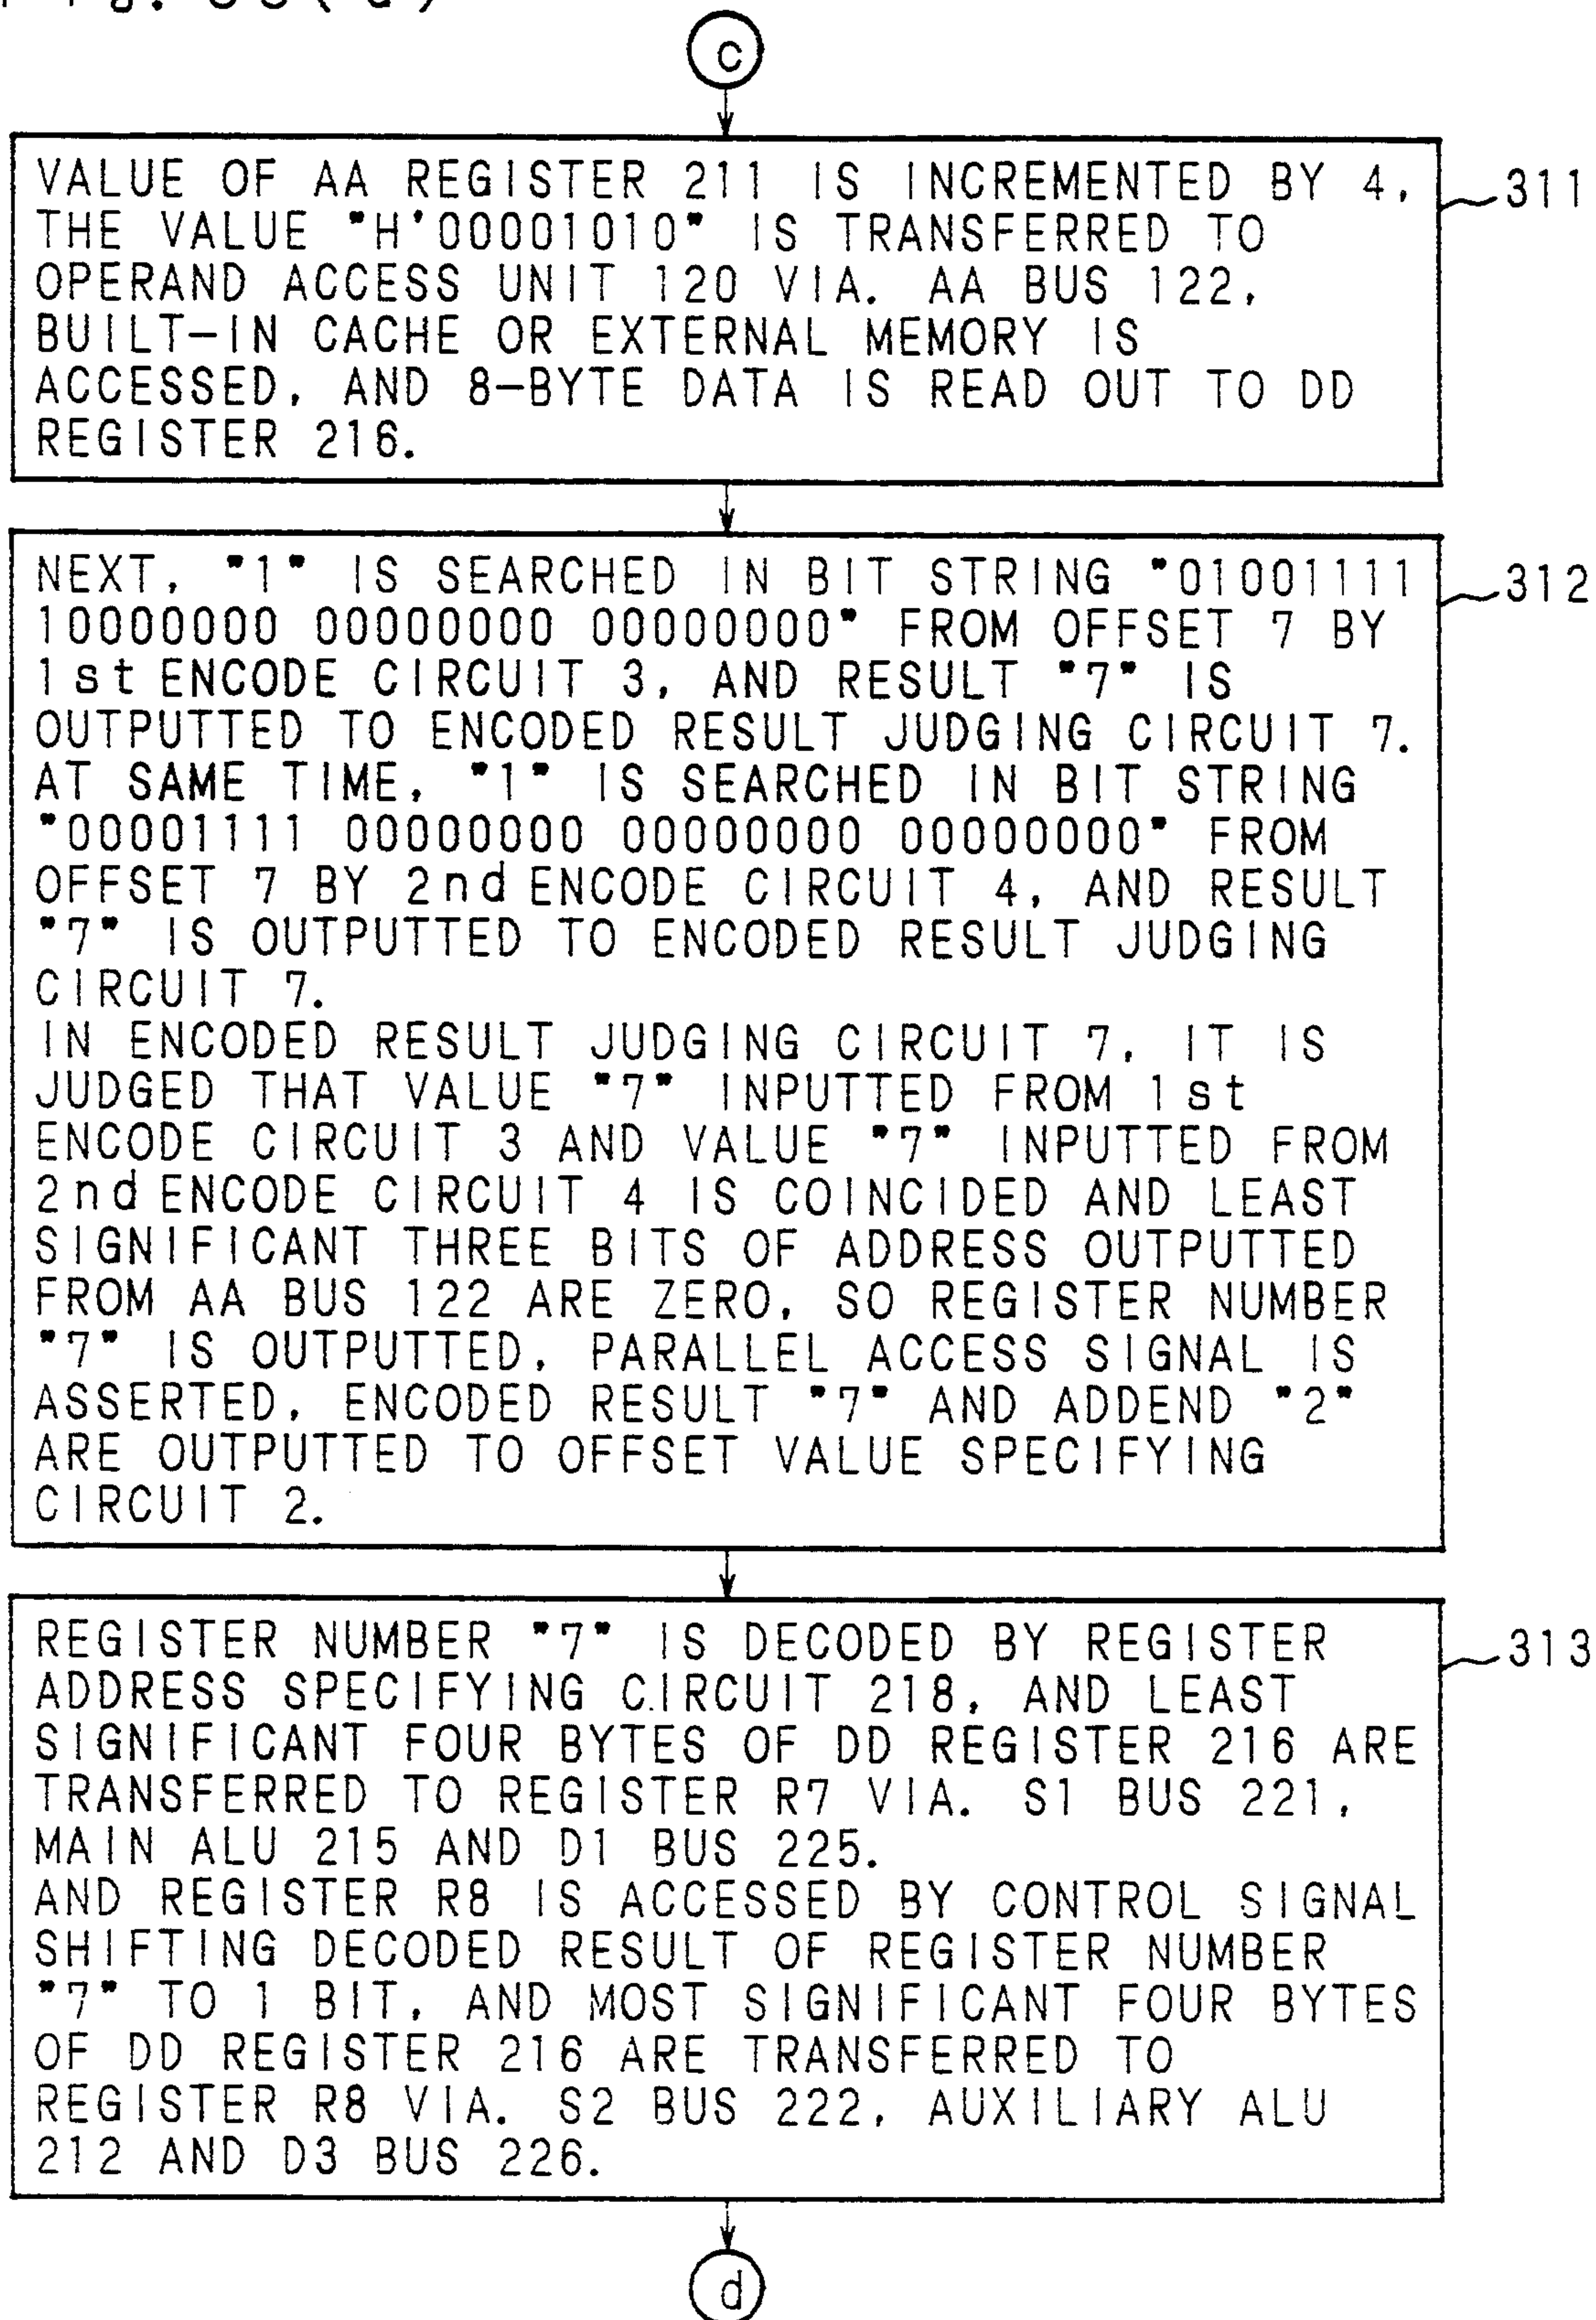 c
VALUE OF AA REGISTER 211 IS INCREMENTED BY 4,
THE VALUE "H'00001010" IS TRANSFERRED TO
OPERAND ACCESS UNIT 120 VIA. AA BUS 122,
BUILT-IN CACHE OR EXTERNAL MEMORY IS
ACCESSED, AND 8-BYTE DATA IS READ OUT TO DD
REGISTER 216.
311
NEXT, "1" IS SEARCHED IN BIT STRING "01001111
10000000 00000000 00000000" FROM OFFSET 7 BY
1st ENCODE CIRCUIT 3, AND RESULT "7" IS
OUTPUTTED TO ENCODED RESULT JUDGING CIRCUIT 7.
AT SAME TIME, "1" IS SEARCHED IN BIT STRING
"00001111 00000000 00000000 00000000" FROM
OFFSET 7 BY 2nd ENCODE CIRCUIT 4, AND RESULT
"7" IS OUTPUTTED TO ENCODED RESULT JUDGING
CIRCUIT 7.
IN ENCODED RESULT JUDGING CIRCUIT 7, IT IS
JUDGED THAT VALUE "7" INPUTTED FROM 1st
ENCODE CIRCUIT 3 AND VALUE "7" INPUTTED FROM
2nd ENCODE CIRCUIT 4 IS COINCIDED AND LEAST
SIGNIFICANT THREE BITS OF ADDRESS OUTPUTTED
FROM AA BUS 122 ARE ZERO, SO REGISTER NUMBER
"7" IS OUTPUTTED, PARALLEL ACCESS SIGNAL IS
ASSERTED, ENCODED RESULT "7" AND ADDEND "2"
ARE OUTPUTTED TO OFFSET VALUE SPECIFYING
CIRCUIT 2.
312
REGISTER NUMBER "7" IS DECODED BY REGISTER
ADDRESS SPECIFYING CIRCUIT 218, AND LEAST
SIGNIFICANT FOUR BYTES OF DD REGISTER 216 ARE
TRANSFERRED TO REGISTER R7 VIA. S1 BUS 221,
MAIN ALU 215 AND D1 BUS 225.
AND REGISTER R8 IS ACCESSED BY CONTROL SIGNAL
SHIFTING DECODED RESULT OF REGISTER NUMBER
"7" TO 1 BIT, AND MOST SIGNIFICANT FOUR BYTES
OF DD REGISTER 216 ARE TRANSFERRED TO
REGISTER R8 VIA. S2 BUS 222, AUXILIARY ALU
212 AND D3 BUS 226.
313
d